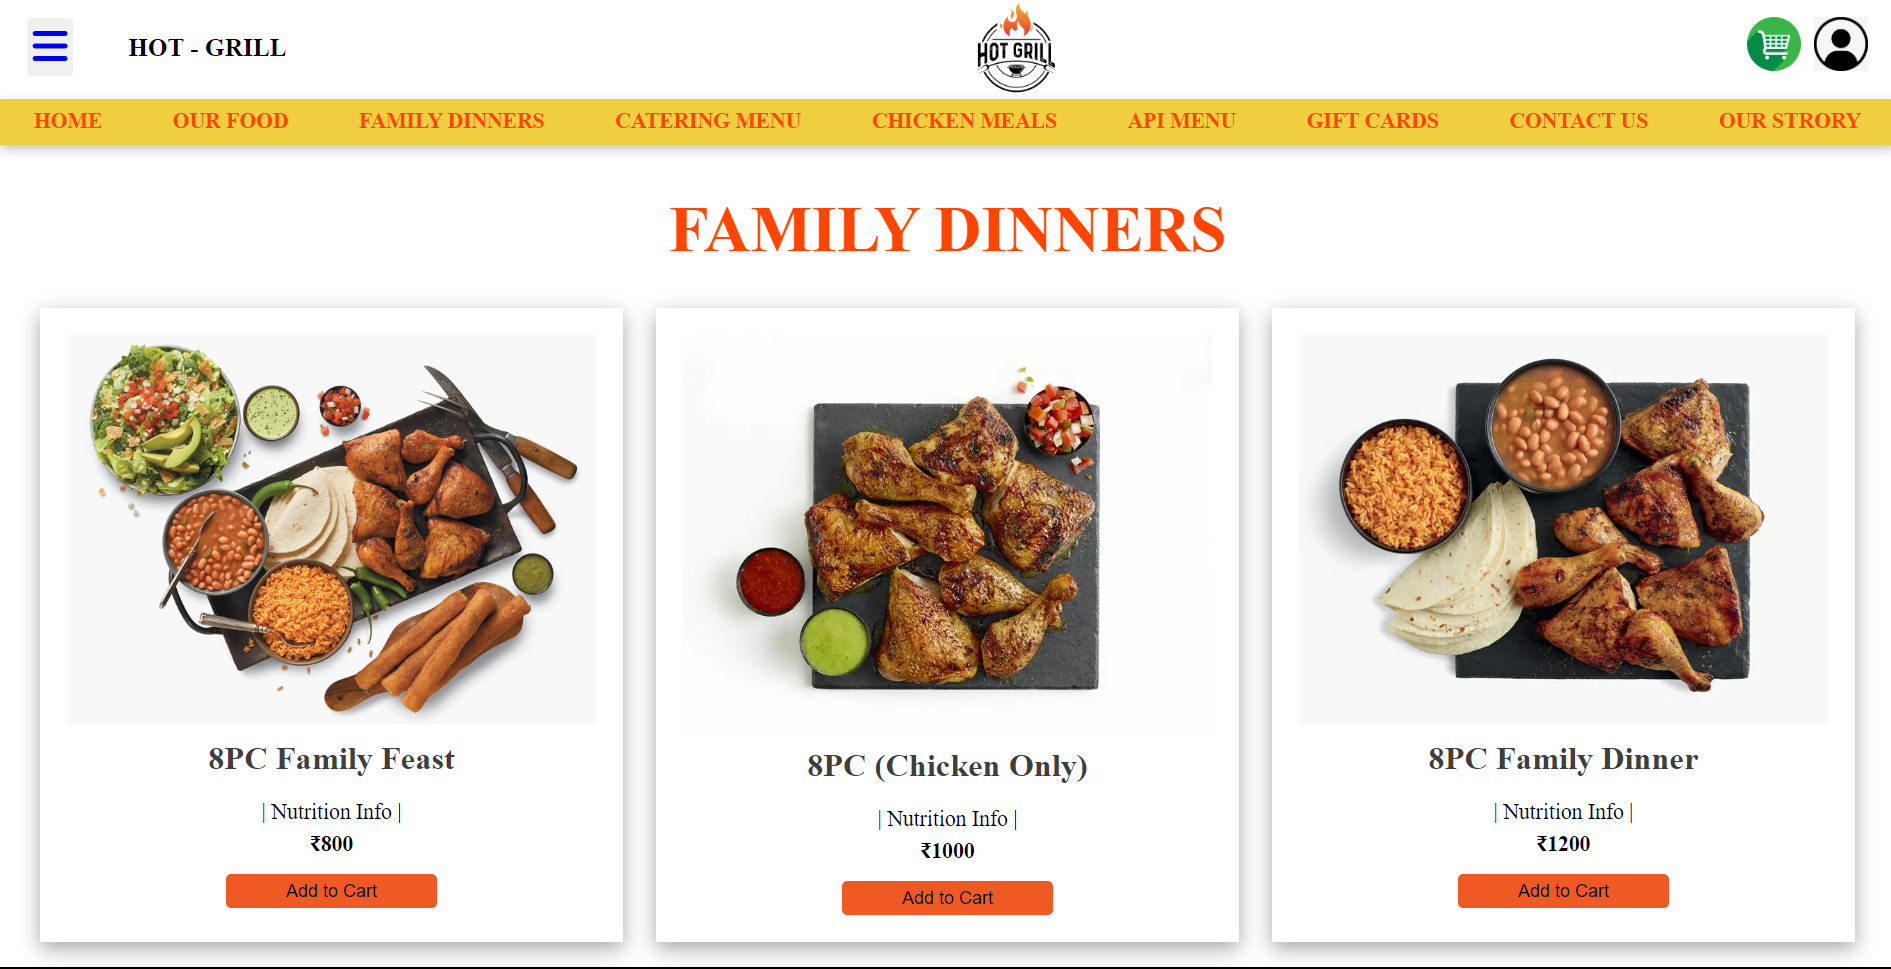 HOT - GRILL
HOT GRILL
HOME OUR FOOD FAMILY DINNERS CATERING MENU CHICKEN MEALS API MENU GIFT CARDS CONTACT US OUR STRORY
FAMILY DINNERS
8PC Family Feast
| Nutrition Info |
₹800
Add to Cart
8PC (Chicken Only)
| Nutrition Info |
₹1000
Add to Cart
8PC Family Dinner
| Nutrition Info |
₹1200
Add to Cart